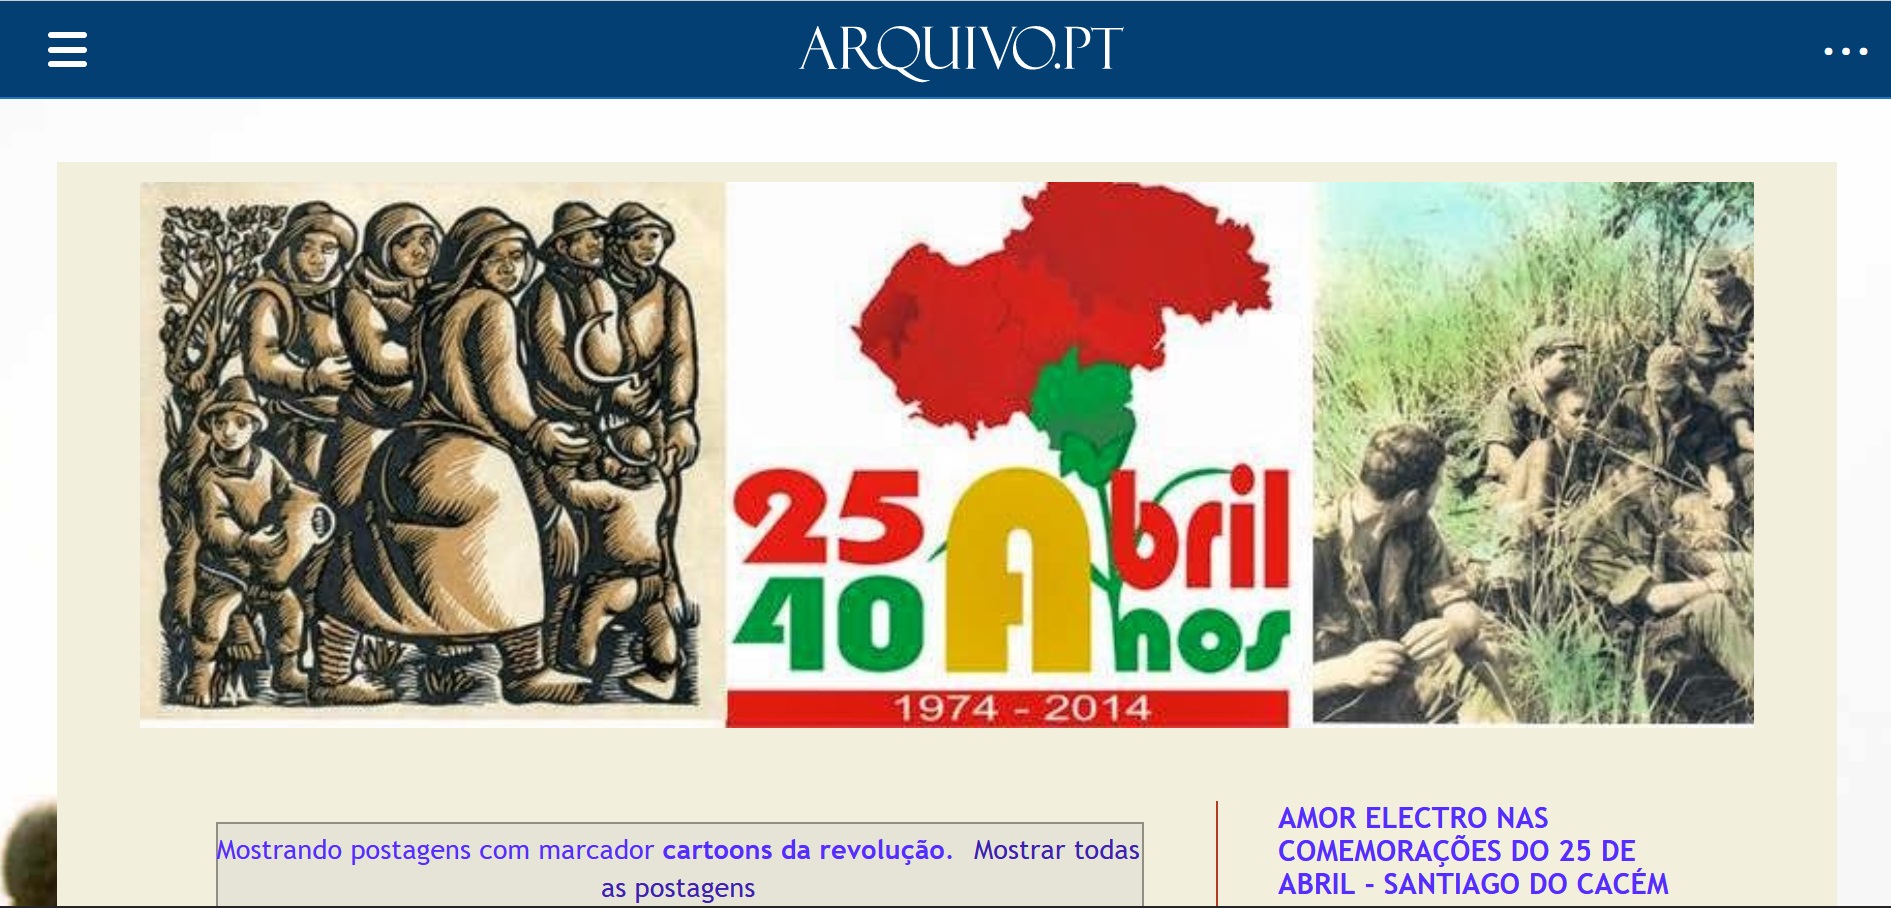 ARQUIVO.PT
25 Abril
40 Anos
1974 - 2014
Mostrando postagens com marcador cartoons da revolução. Mostrar todas
as postagens
AMOR ELECTRO NAS
COMEMORAÇÕES DO 25 DE
ABRIL - SANTIAGO DO CACÉM